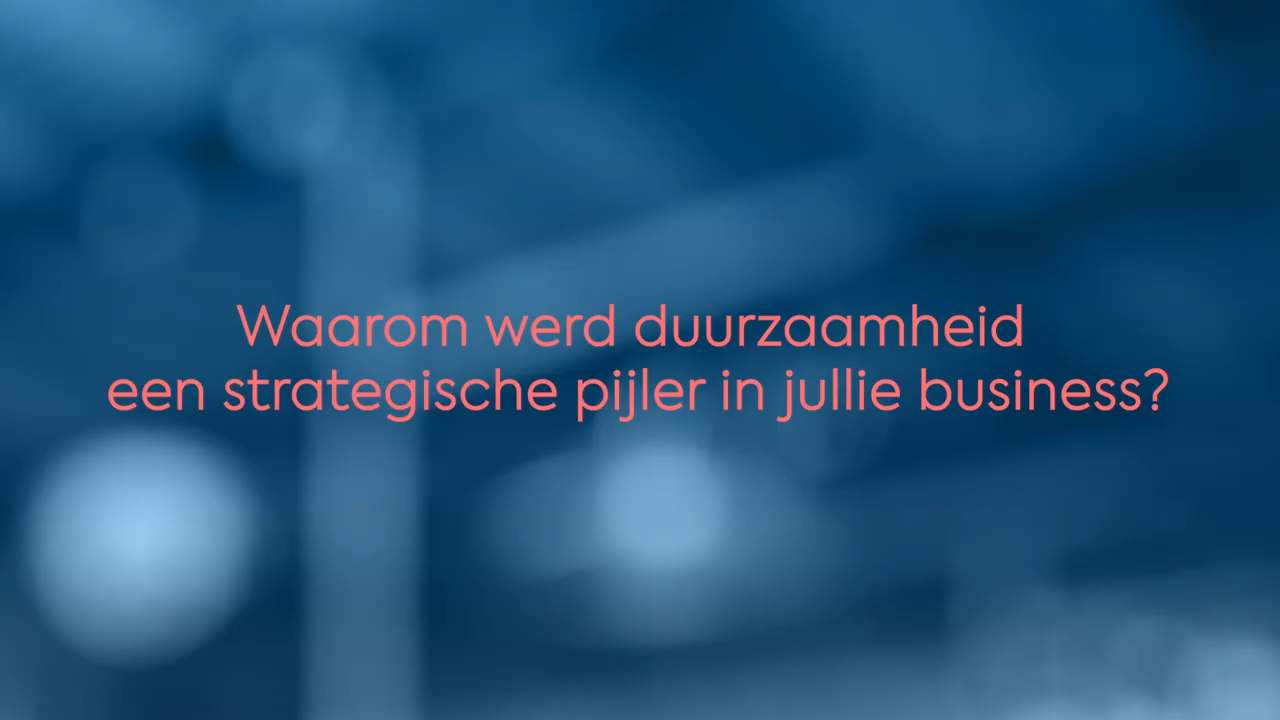 Waarom werd duurzaamheid
een strategische pijler in jullie business?